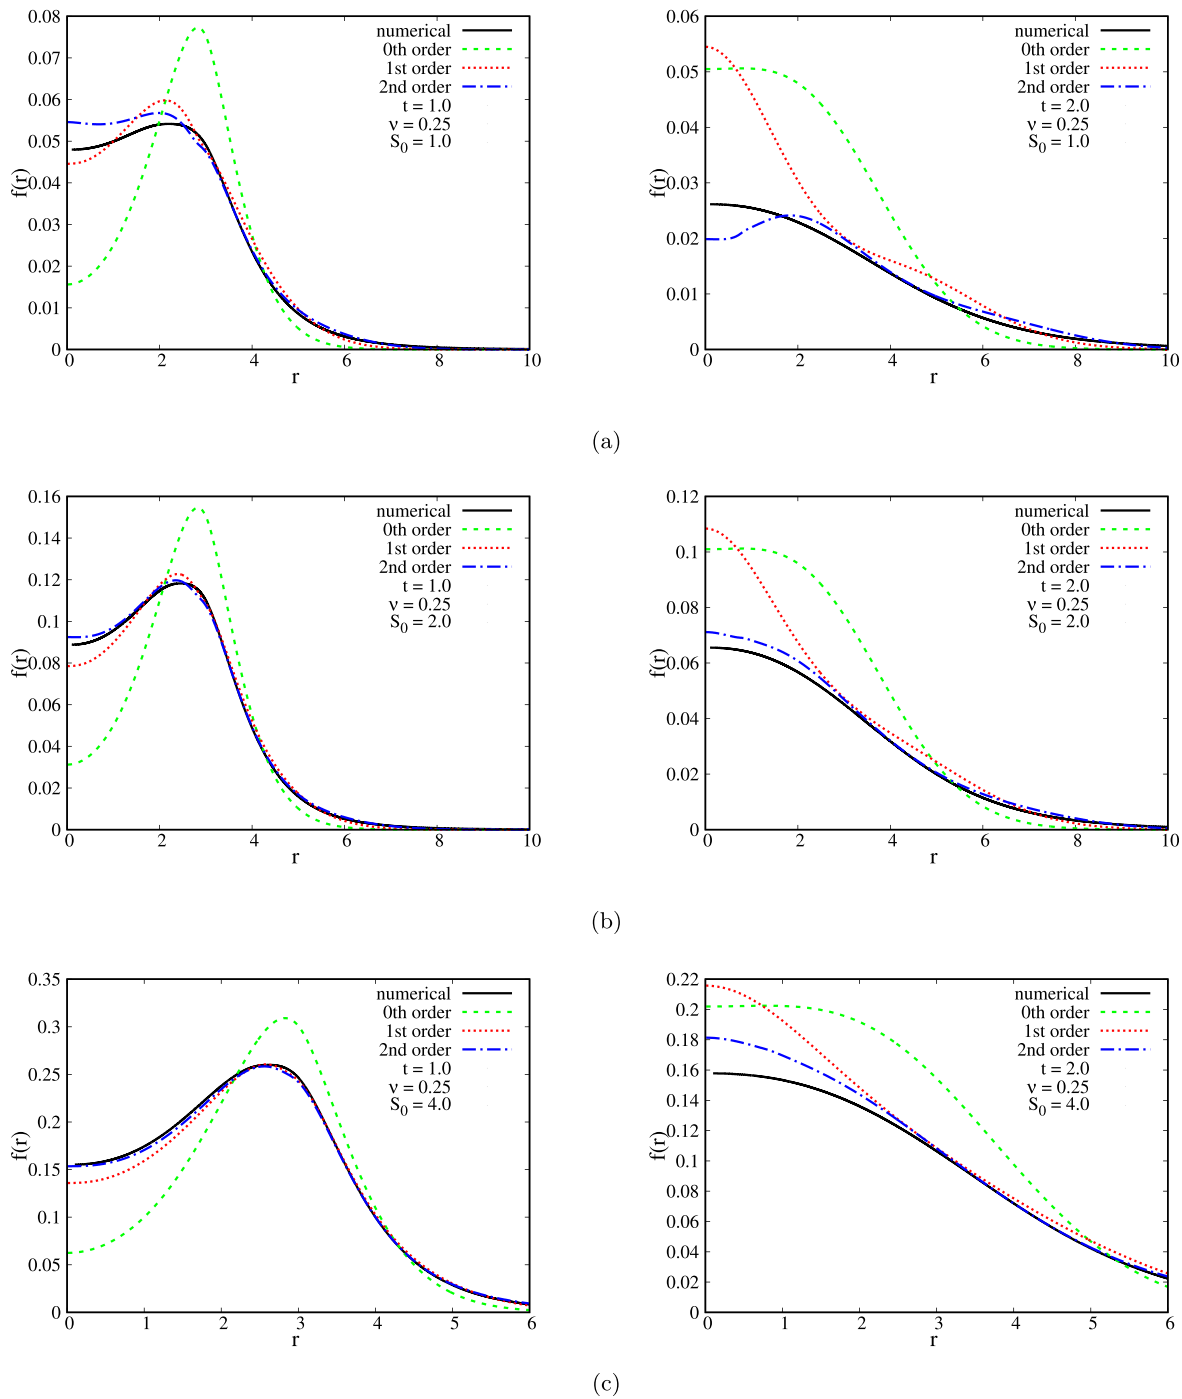 0.08
0.07
0.06
0.05
0.04
0.03
0.02
0.01
0
f(r)
numerical
0th order
1st order
2nd order
t = 1.0
ν = 0.25
S0 = 1.0
0 2 4 6 8 10
r
0.06
0.05
0.04
0.03
0.02
0.01
0
f(r)
numerical
0th order
1st order
2nd order
t = 2.0
ν = 0.25
S0 = 1.0
0 2 4 6 8 10
r
(a)
0.16
0.14
0.12
0.1
0.08
0.06
0.04
0.02
0
f(r)
numerical
0th order
1st order
2nd order
t = 1.0
ν = 0.25
S0 = 2.0
0 2 4 6 8 10
r
0.12
0.1
0.08
0.06
0.04
0.02
0
f(r)
numerical
0th order
1st order
2nd order
t = 2.0
ν = 0.25
S0 = 2.0
0 2 4 6 8 10
r
(b)
0.35
0.3
0.25
0.2
0.15
0.1
0.05
0
f(r)
numerical
0th order
1st order
2nd order
t = 1.0
ν = 0.25
S0 = 4.0
0 1 2 3 4 5 6
r
0.22
0.2
0.18
0.16
0.14
0.12
0.1
0.08
0.06
0.04
0.02
0
f(r)
numerical
0th order
1st order
2nd order
t = 2.0
ν = 0.25
S0 = 4.0
0 1 2 3 4 5 6
r
(c)